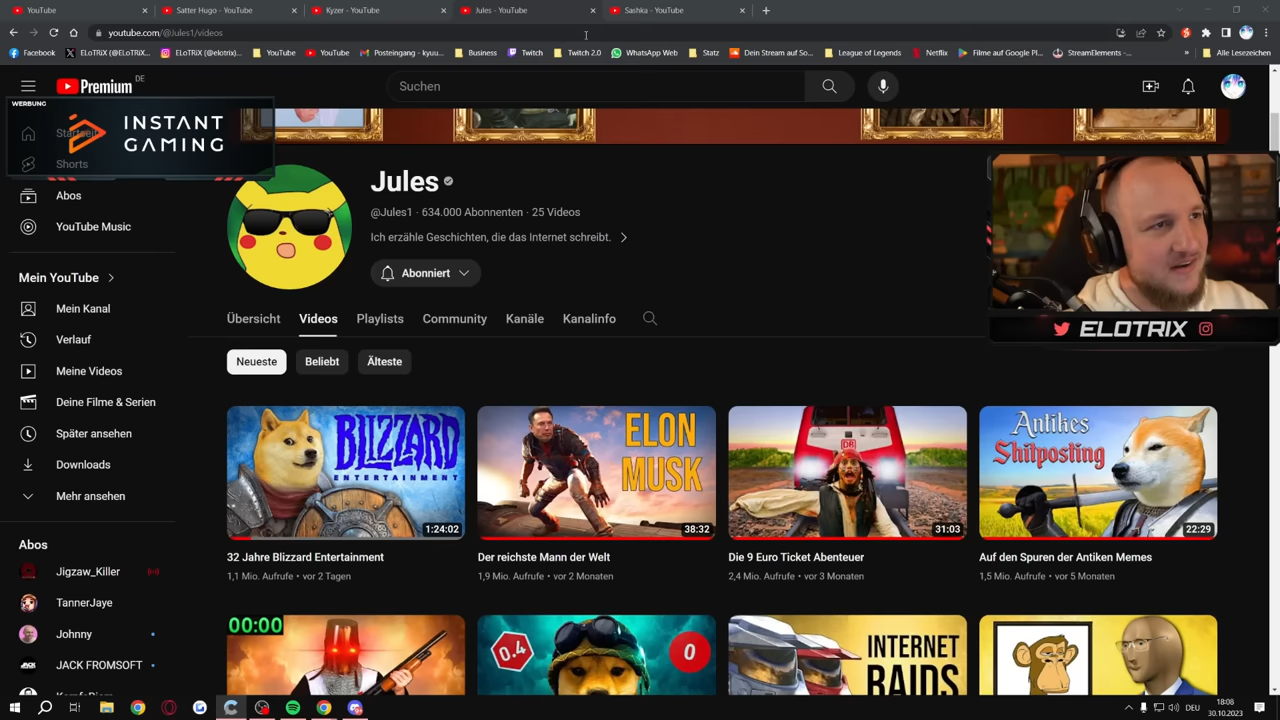 YouTube
Satter Hugo - YouTube
Kyzer - YouTube
Jules - YouTube
Sashka - YouTube
youtube.com/@Jules1/videos
Facebook
ELoTRiX (@ELoTRiX...
ELoTRiX (@elotrix)...
YouTube
YouTube
Posteingang - kyuu...
Business
Twitch
Twitch 2.0
WhatsApp Web
Statz
Dein Stream auf So...
League of Legends
Netflix
Filme auf Google Pl...
StreamElements -...
»
Alle Lesezeichen
Premium
DE
Suchen
WERBUNG
INSTANT
GAMING
Startseite
Shorts
Abos
YouTube Music
Mein YouTube
Mein Kanal
Verlauf
Meine Videos
Deine Filme & Serien
Später ansehen
Downloads
Mehr ansehen
Abos
Jigzaw_Killer
TannerJaye
Johnny
JACK FROMSOFT
Jules
@Jules1 · 634.000 Abonnenten · 25 Videos
Ich erzähle Geschichten, die das Internet schreibt.
Abonniert
Übersicht
Videos
Playlists
Community
Kanäle
Kanalinfo
ELOTRIX
Neueste
Beliebt
Älteste
BLIZZARD
ENTERTAINMENT
1:24:02
32 Jahre Blizzard Entertainment
1,1 Mio. Aufrufe • vor 2 Tagen
ELON
MUSK
38:32
Der reichste Mann der Welt
1,9 Mio. Aufrufe • vor 2 Monaten
DB
31:03
Die 9 Euro Ticket Abenteuer
2,4 Mio. Aufrufe • vor 3 Monaten
Antikes
Shitposting
22:29
Auf den Spuren der Antiken Memes
1,5 Mio. Aufrufe • vor 5 Monaten
00:00
0.4
0
INTERNET
RAIDS
DEU
18:08
30.10.2023